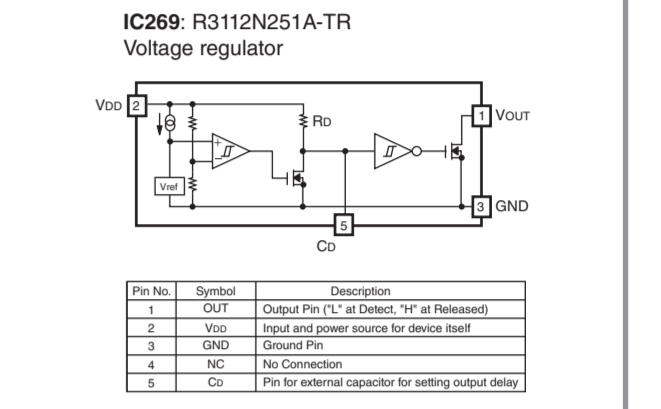 IC269: R3112N251A-TR
Voltage regulator
VDD 2
RD
1 VOUT
+
−
Vref
3 GND
5
CD
Pin No. Symbol Description
1 OUT Output Pin ("L" at Detect, "H" at Released)
2 VDD Input and power source for device itself
3 GND Ground Pin
4 NC No Connection
5 CD Pin for external capacitor for setting output delay